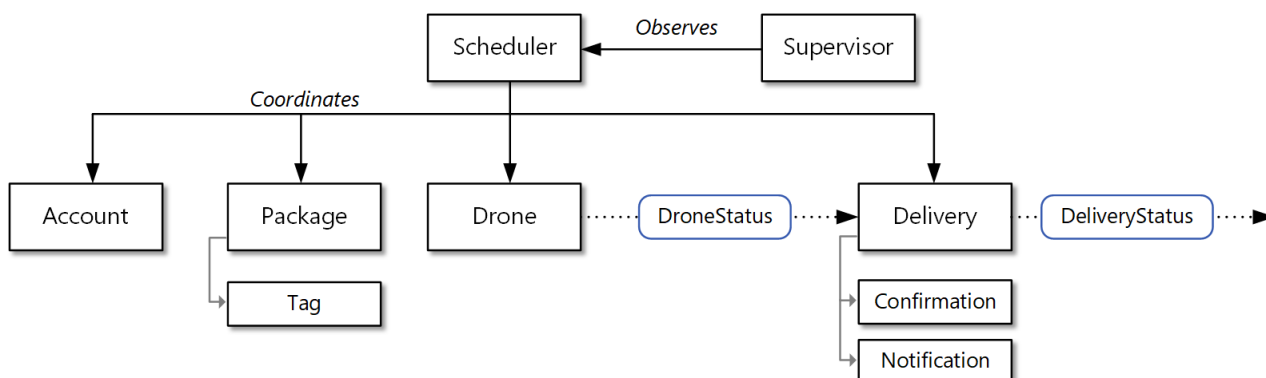 Scheduler
Observes
Supervisor
Coordinates
Account
Package
Drone
DroneStatus
Delivery
DeliveryStatus
Tag
Confirmation
Notification